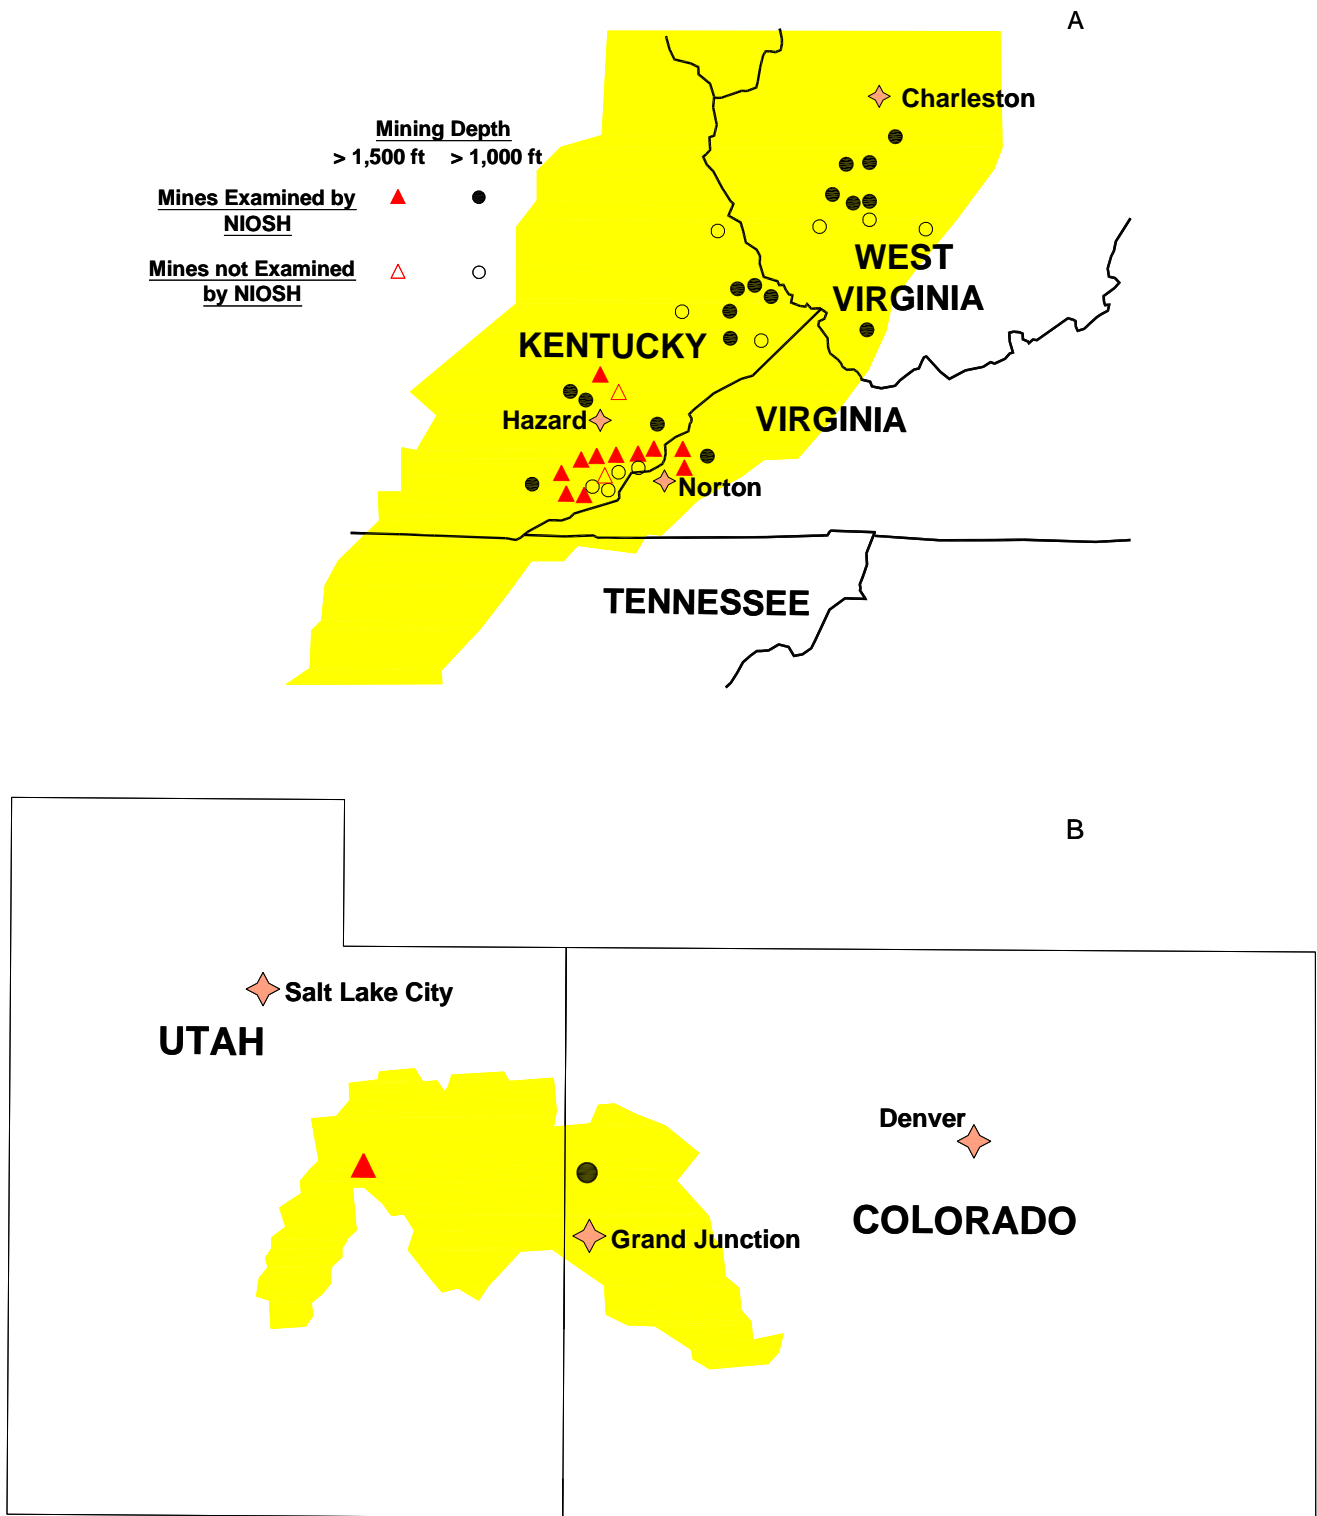 A
Charleston
Mining Depth
> 1,500 ft > 1,000 ft
Mines Examined by
NIOSH
Mines not Examined
by NIOSH
WEST
VIRGINIA
KENTUCKY
Hazard
VIRGINIA
Norton
TENNESSEE
B
Salt Lake City
UTAH
Denver
COLORADO
Grand Junction